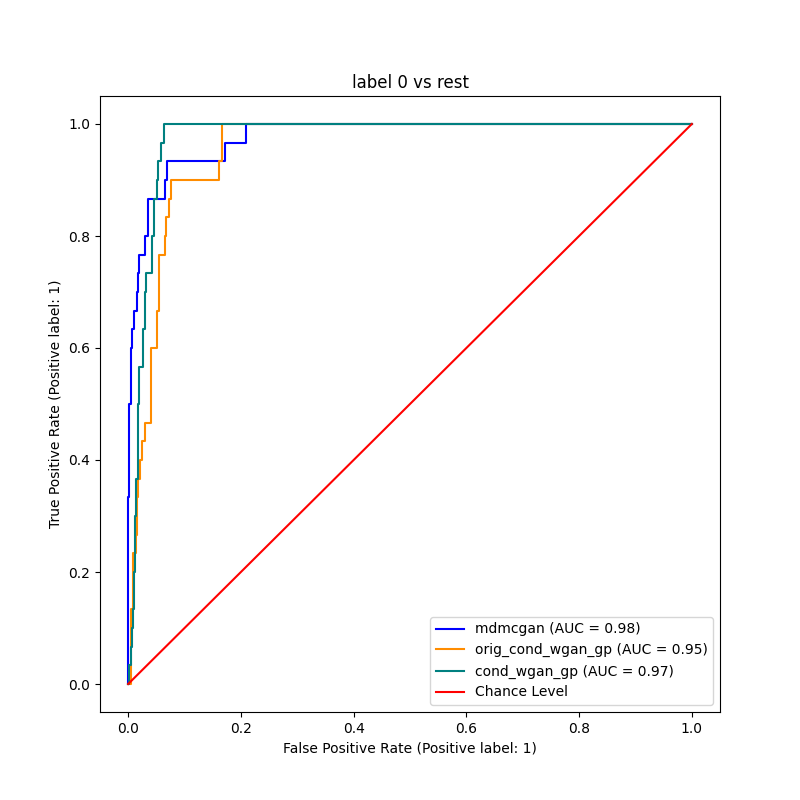 label 0 vs rest
True Positive Rate (Positive label: 1)
1.0
0.8
0.6
0.4
0.2
0.0
mdmcgan (AUC = 0.98)
orig_cond_wgan_gp (AUC = 0.95)
cond_wgan_gp (AUC = 0.97)
Chance Level
0.0 0.2 0.4 0.6 0.8 1.0
False Positive Rate (Positive label: 1)